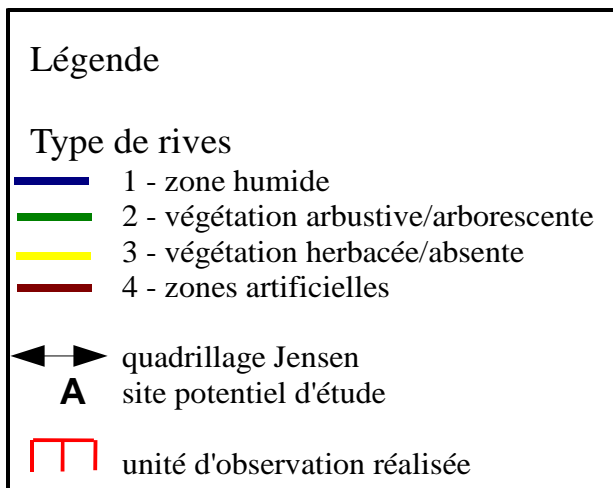 Légende
Type de rives
1 - zone humide
2 - végétation arbustive/arborescente
3 - végétation herbacée/absente
4 - zones artificielles
quadrillage Jensen
A site potentiel d'étude
unité d'observation réalisée